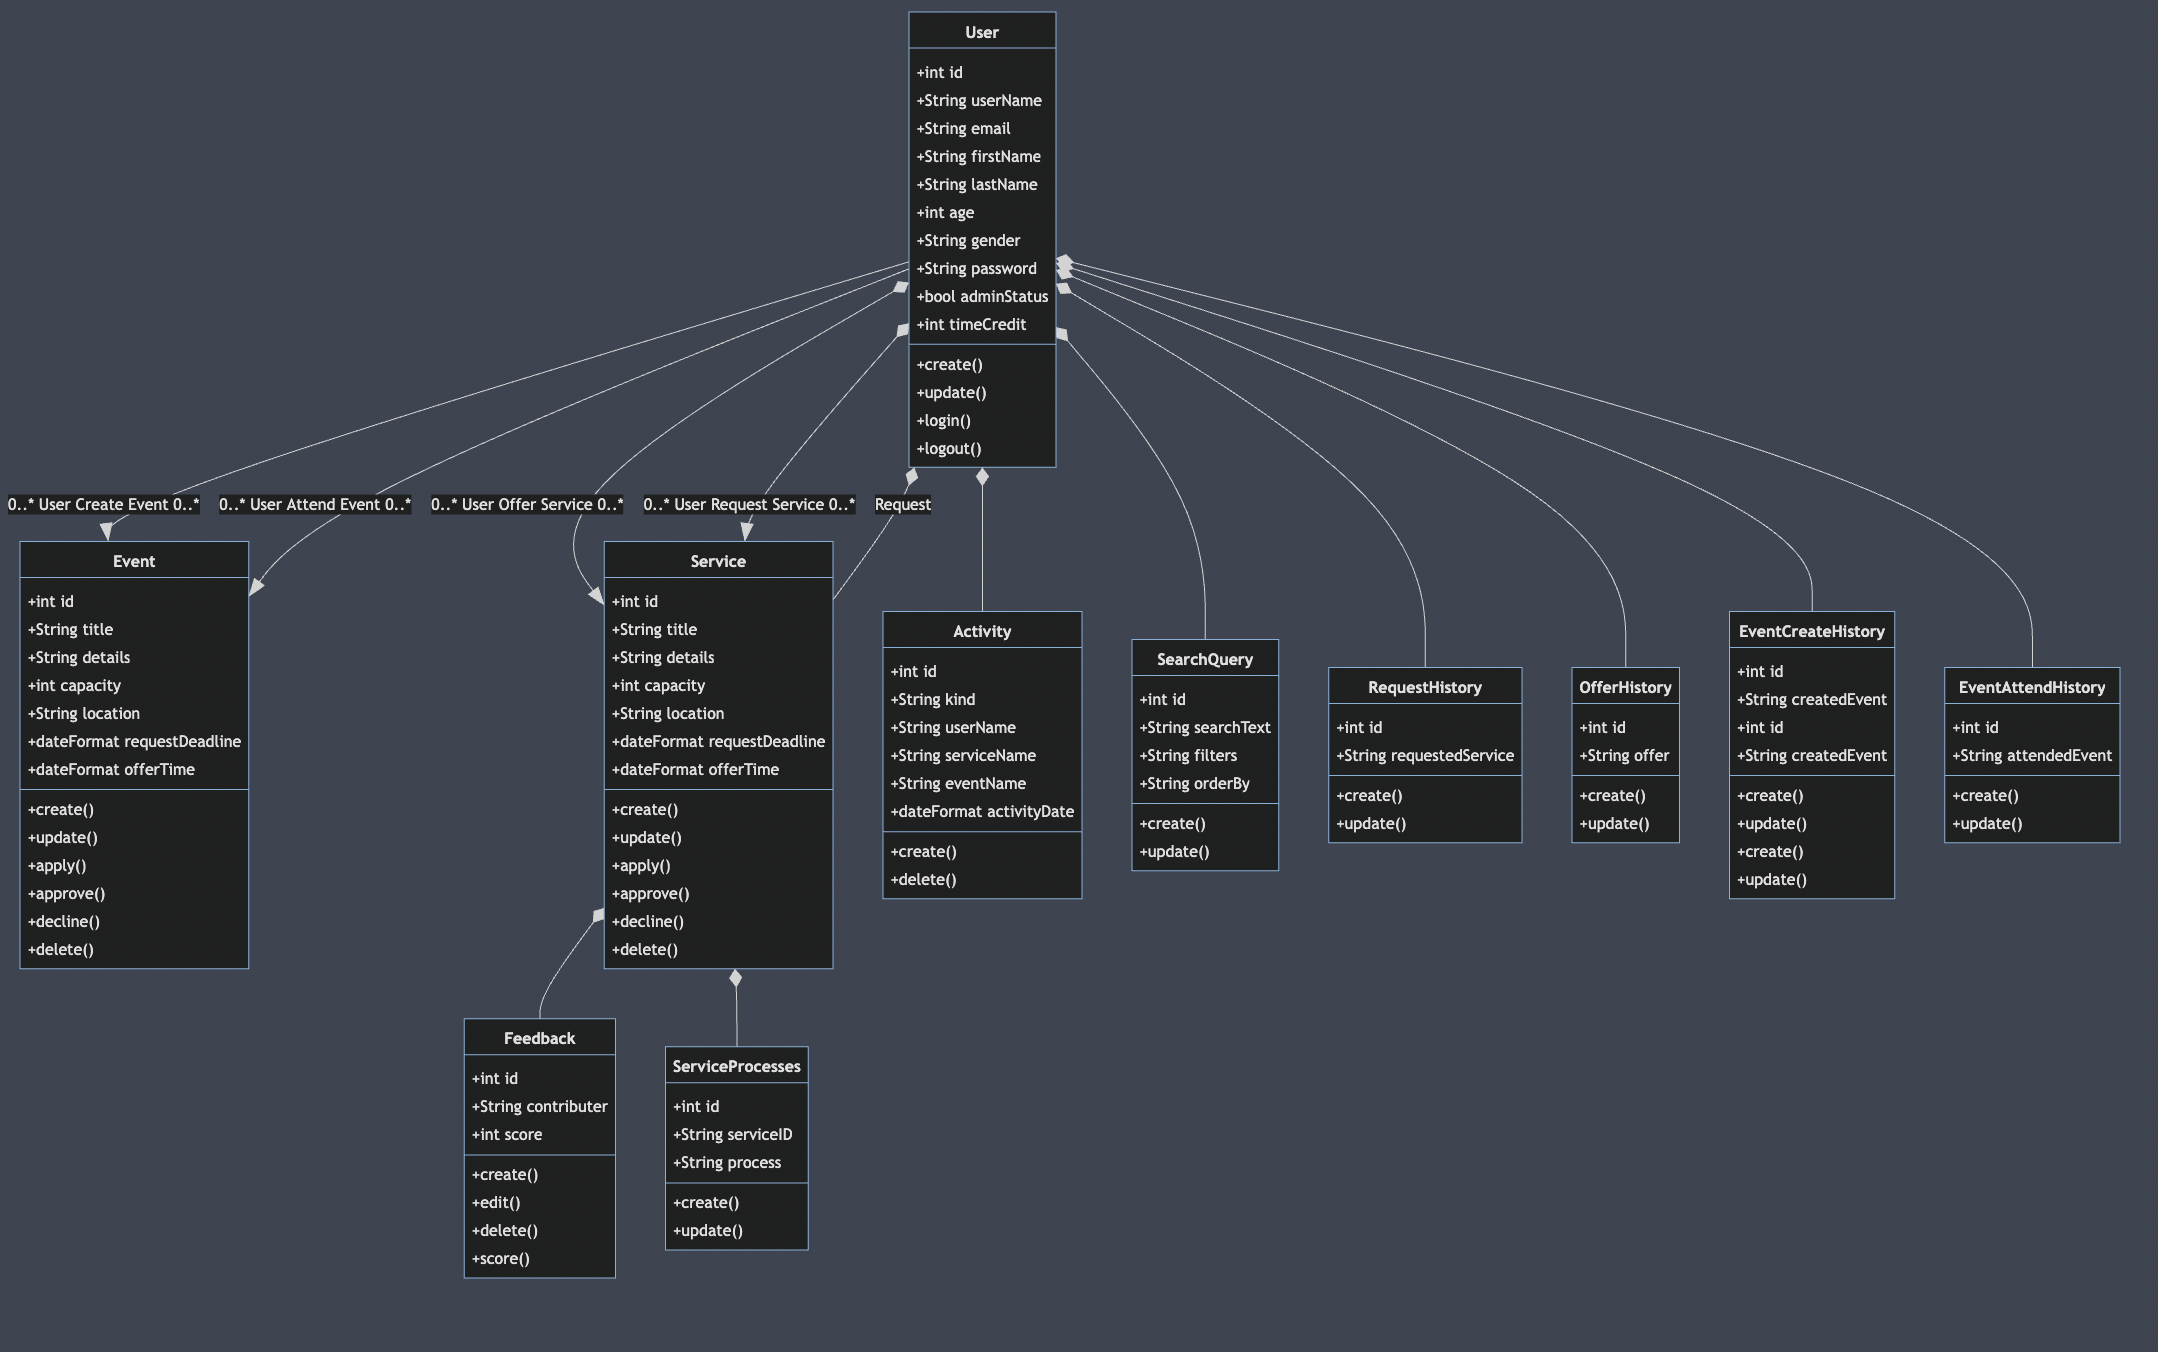 User
+int id
+String userName
+String email
+String firstName
+String lastName
+int age
+String gender
+String password
+bool adminStatus
+int timeCredit
+create()
+update()
+login()
+logout()
0..* User Create Event 0..*
0..* User Attend Event 0..*
0..* User Offer Service 0..*
0..* User Request Service 0..*
Request
Event
+int id
+String title
+String details
+int capacity
+String location
+dateFormat requestDeadline
+dateFormat offerTime
+create()
+update()
+apply()
+approve()
+decline()
+delete()
Service
+int id
+String title
+String details
+int capacity
+String location
+dateFormat requestDeadline
+dateFormat offerTime
+create()
+update()
+apply()
+approve()
+decline()
+delete()
Activity
+int id
+String kind
+String userName
+String serviceName
+String eventName
+dateFormat activityDate
+create()
+delete()
SearchQuery
+int id
+String searchText
+String filters
+String orderBy
+create()
+update()
RequestHistory
+int id
+String requestedService
+create()
+update()
OfferHistory
+int id
+String offer
+create()
+update()
EventCreateHistory
+int id
+String createdEvent
+int id
+String createdEvent
+create()
+update()
+create()
+update()
EventAttendHistory
+int id
+String attendedEvent
+create()
+update()
Feedback
+int id
+String contributer
+int score
+create()
+edit()
+delete()
+score()
ServiceProcesses
+int id
+String serviceID
+String process
+create()
+update()